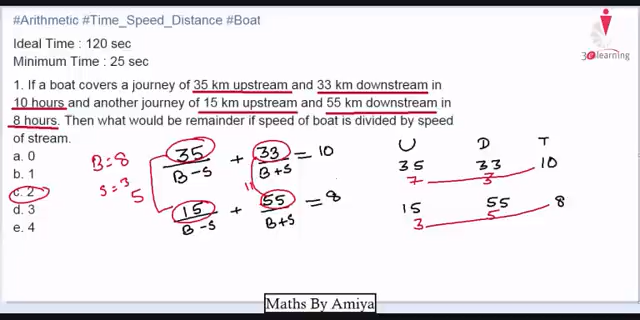 #Arithmetic #Time_Speed_Distance #Boat
Ideal Time : 120 sec
Minimum Time : 25 sec
3 elearning
1. If a boat covers a journey of 35 km upstream and 33 km downstream in
10 hours and another journey of 15 km upstream and 55 km downstream in
8 hours. Then what would be remainder if speed of boat is divided by speed
of stream.
a. 0
b. 1
c. 2
d. 3
e. 4
B=8
S=3
5
35/B-S + 33/B+S = 10
11
15/B-S + 55/B+S = 8
U D T
35 33 10
7 3
15 55 8
3 5
Maths By Amiya